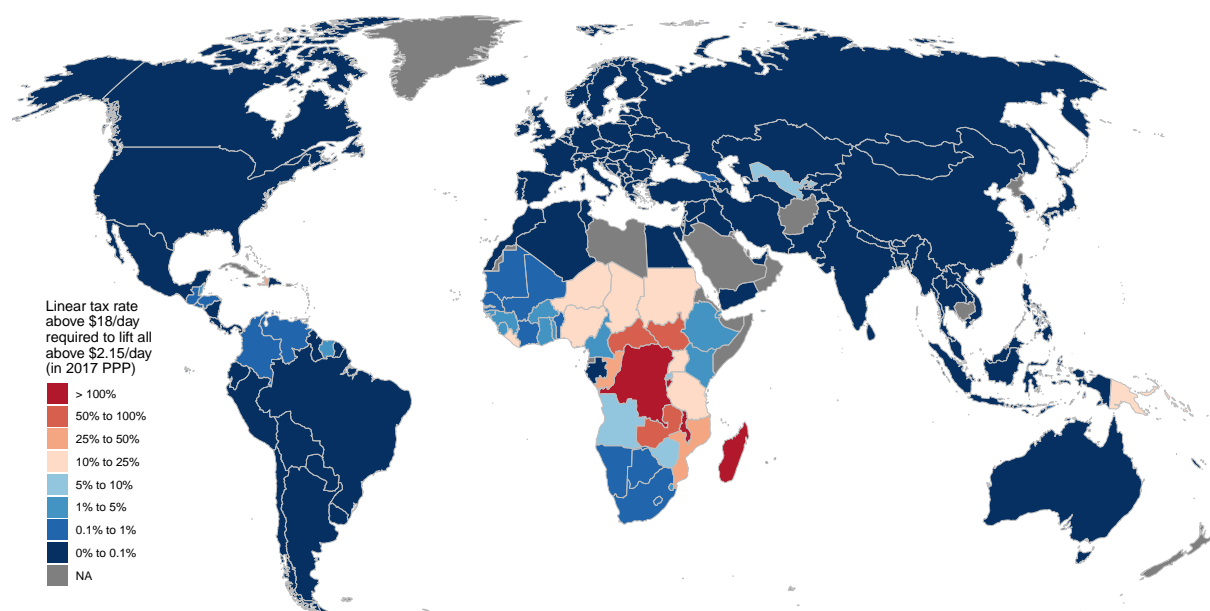 Linear tax rate
above $18/day
required to lift all
above $2.15/day
(in 2017 PPP)
> 100%
50% to 100%
25% to 50%
10% to 25%
5% to 10%
1% to 5%
0.1% to 1%
0% to 0.1%
NA